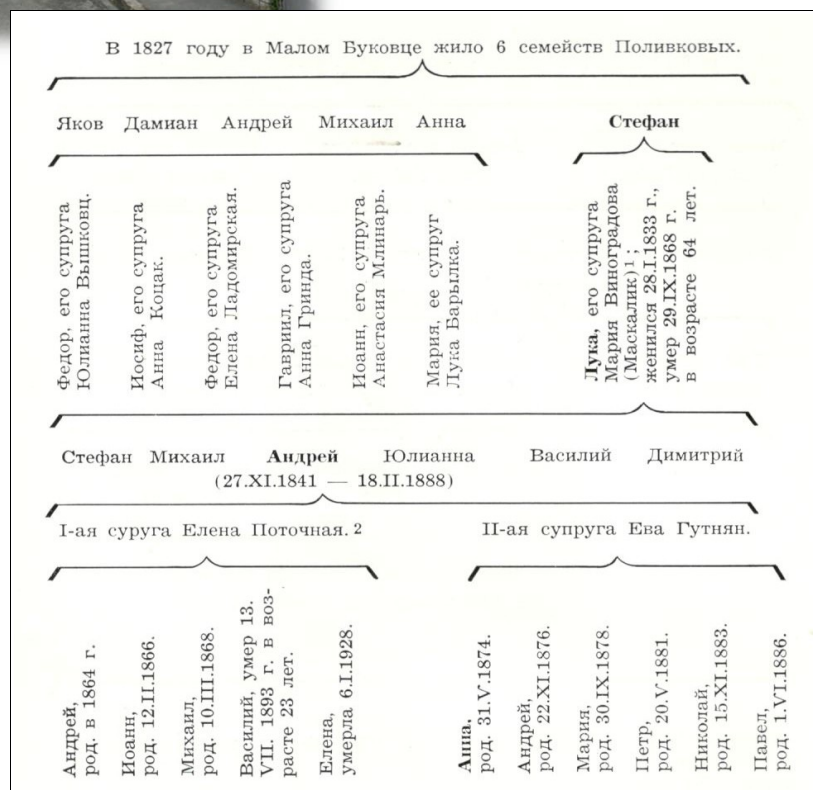 В 1827 году в Малом Буковце жило 6 семейств Поливковых.
Яков Дамиан Андрей Михаил Анна Стефан
Федор, его супруга
Юлианна Вышковц.
Иосиф, его супруга
Анна Коцак.
Федор, его супруга
Елена Ладомирская.
Гавриил, его супруга
Анна Гринда.
Иоанн, его супруга
Анастасия Млинарь.
Мария, ее супруг
Лука Барылка.
Лука, его супруга
Мария Виноградова
(Маскалик)1;
женился 28.I.1833 г.,
умер 29.IX.1868 г.
в возрасте 64 лет.
Стефан Михаил Андрей Юлианна Василий Димитрий
(27.XI.1841 — 18.II.1888)
I-ая суруга Елена Поточная. 2 II-ая супруга Ева Гутнян.
Андрей,
род. в 1864 г.
Иоанн,
род. 12.II.1866.
Михаил,
род. 10.III.1868.
Василий, умер 13.
VII. 1893 г. в воз-
расте 23 лет.
Елена,
умерла 6.I.1928.
Анна,
род. 31.V.1874.
Андрей,
род. 22.XI.1876.
Мария,
род. 30.IX.1878.
Петр,
род. 20.V.1881.
Николай,
род. 15.XI.1883.
Павел,
род. 1.VI.1886.